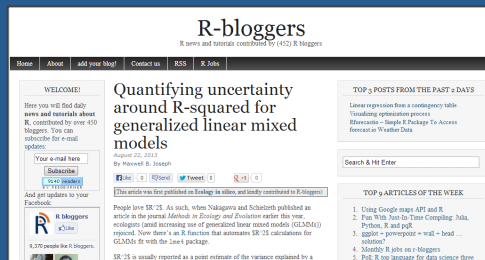 R-bloggers
R news and tutorials contributed by (452) R bloggers
Home
About
add your blog!
Contact us
RSS
R Jobs
WELCOME!
Here you will find daily
news and tutorials about
R, contributed by over 450
bloggers. You can
subscribe for e-mail
updates:
Your e-mail here
Subscribe
9140 readers
BY FEEDBURNER
And get updates to your
Facebook:
R bloggers
Like
9,370 people like R bloggers.
Quantifying uncertainty
around R-squared for
generalized linear mixed
models
August 22, 2013
By Maxwell B. Joseph
Like 0 Send Tweet 8 +1 0
(This article was first published on Ecology in silico, and kindly contributed to R-bloggers)
People love $R^2$. As such, when Nakagawa and Schielzeth published an
article in the journal Methods in Ecology and Evolution earlier this year,
ecologists (amid increasing use of generalized linear mixed models (GLMMs))
rejoiced. Now there's an R function that automates $R^2$ calculations for
GLMMs fit with the lme4 package.
$R^2$ is usually reported as a point estimate of the variance explained by a
TOP 3 POSTS FROM THE PAST 2 DAYS
Linear regression from a contingency table
Visualizing optimization process
Rforecastio – Simple R Package To Access
forecast.io Weather Data
Search & Hit Enter
TOP 9 ARTICLES OF THE WEEK
1. Using Google maps API and R
2. Fun With Just-In-Time Compiling: Julia,
Python, R and pqR
3. ggplot + powerpoint + wall + head ...
solution?
4. Monthly R jobs on r-bloggers
5. Poll: R top language for data science three